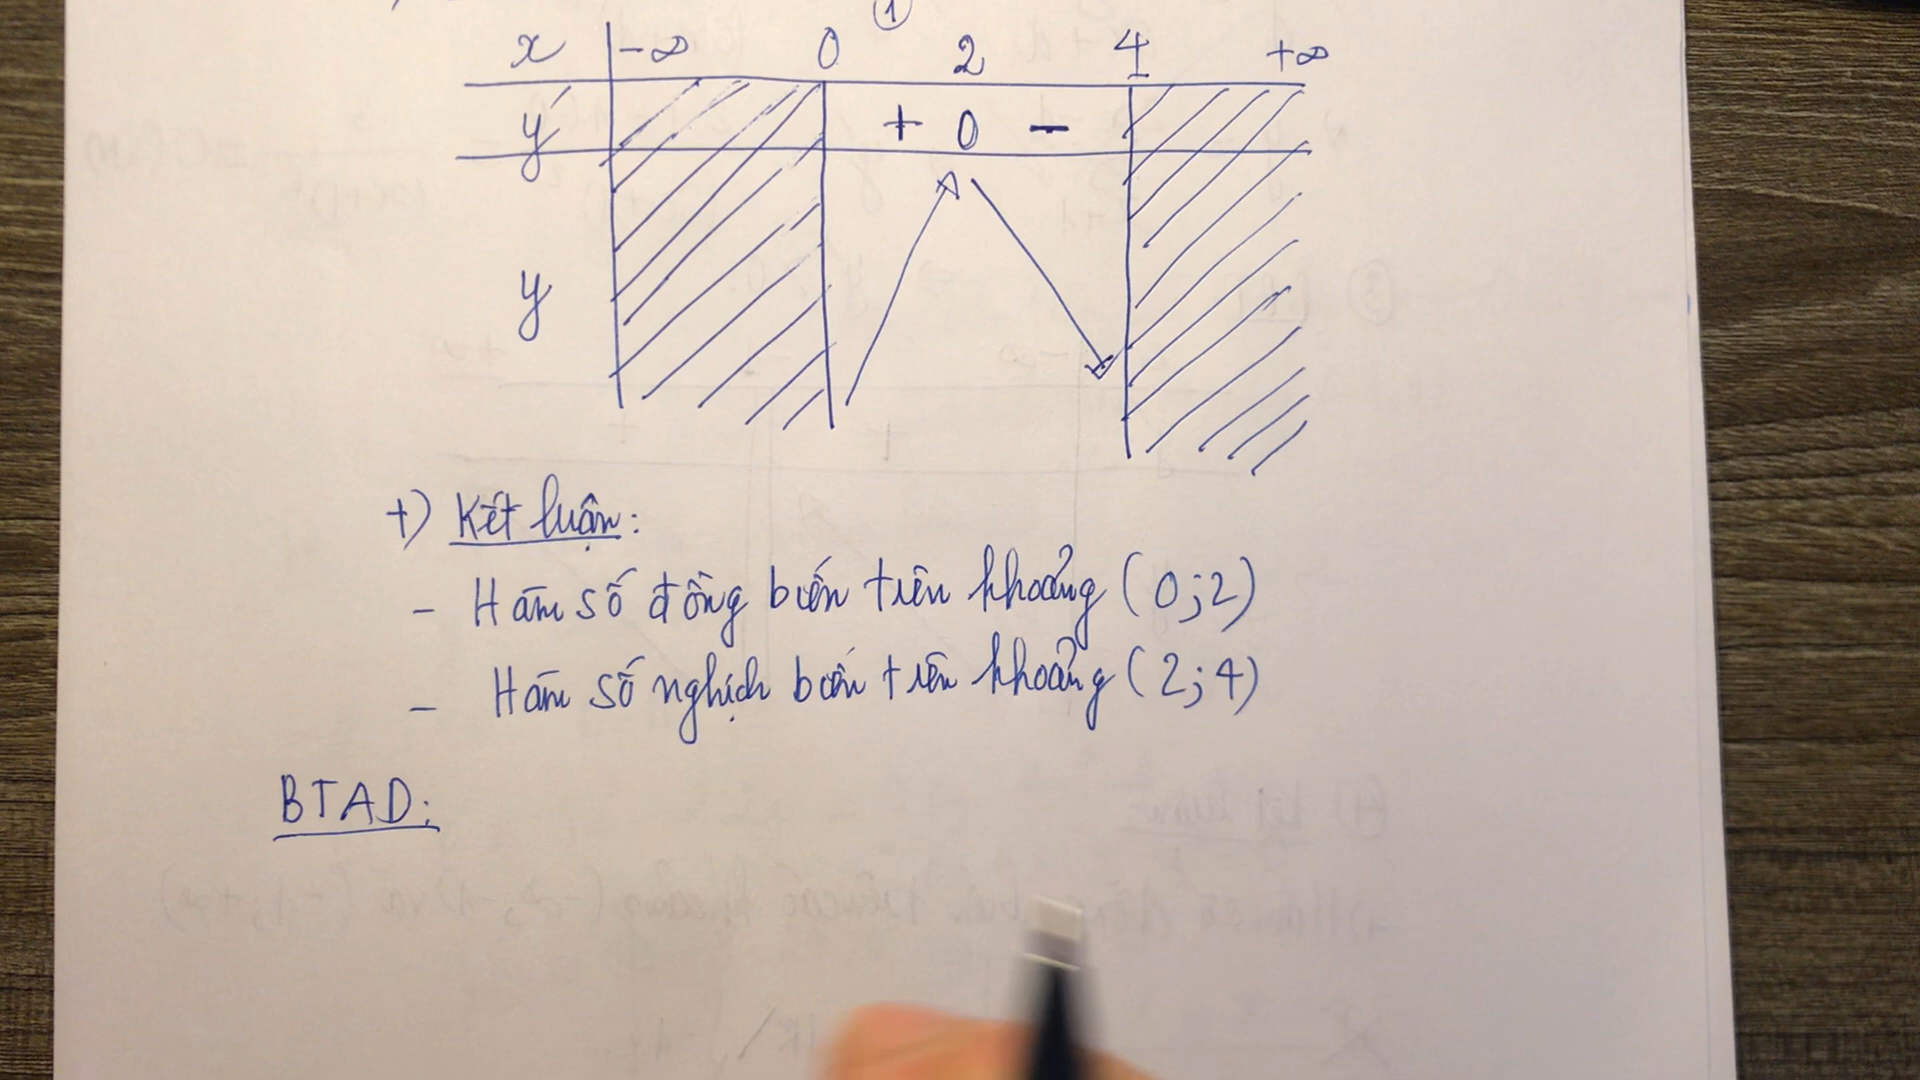 ①
x -∞ 0 2 4 +∞
y' + 0 -
y
+) Kết luận:
- Hàm số đồng biến trên khoảng (0;2)
- Hàm số nghịch biến trên khoảng (2;4)
BTAD: